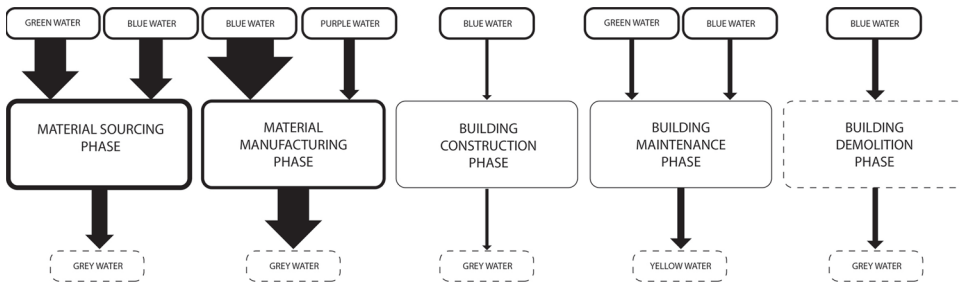 GREEN WATER
BLUE WATER
BLUE WATER
PURPLE WATER
BLUE WATER
GREEN WATER
BLUE WATER
BLUE WATER
MATERIAL SOURCING
PHASE
MATERIAL
MANUFACTURING
PHASE
BUILDING
CONSTRUCTION
PHASE
BUILDING
MAINTENANCE
PHASE
BUILDING
DEMOLITION
PHASE
GREY WATER
GREY WATER
GREY WATER
YELLOW WATER
GREY WATER